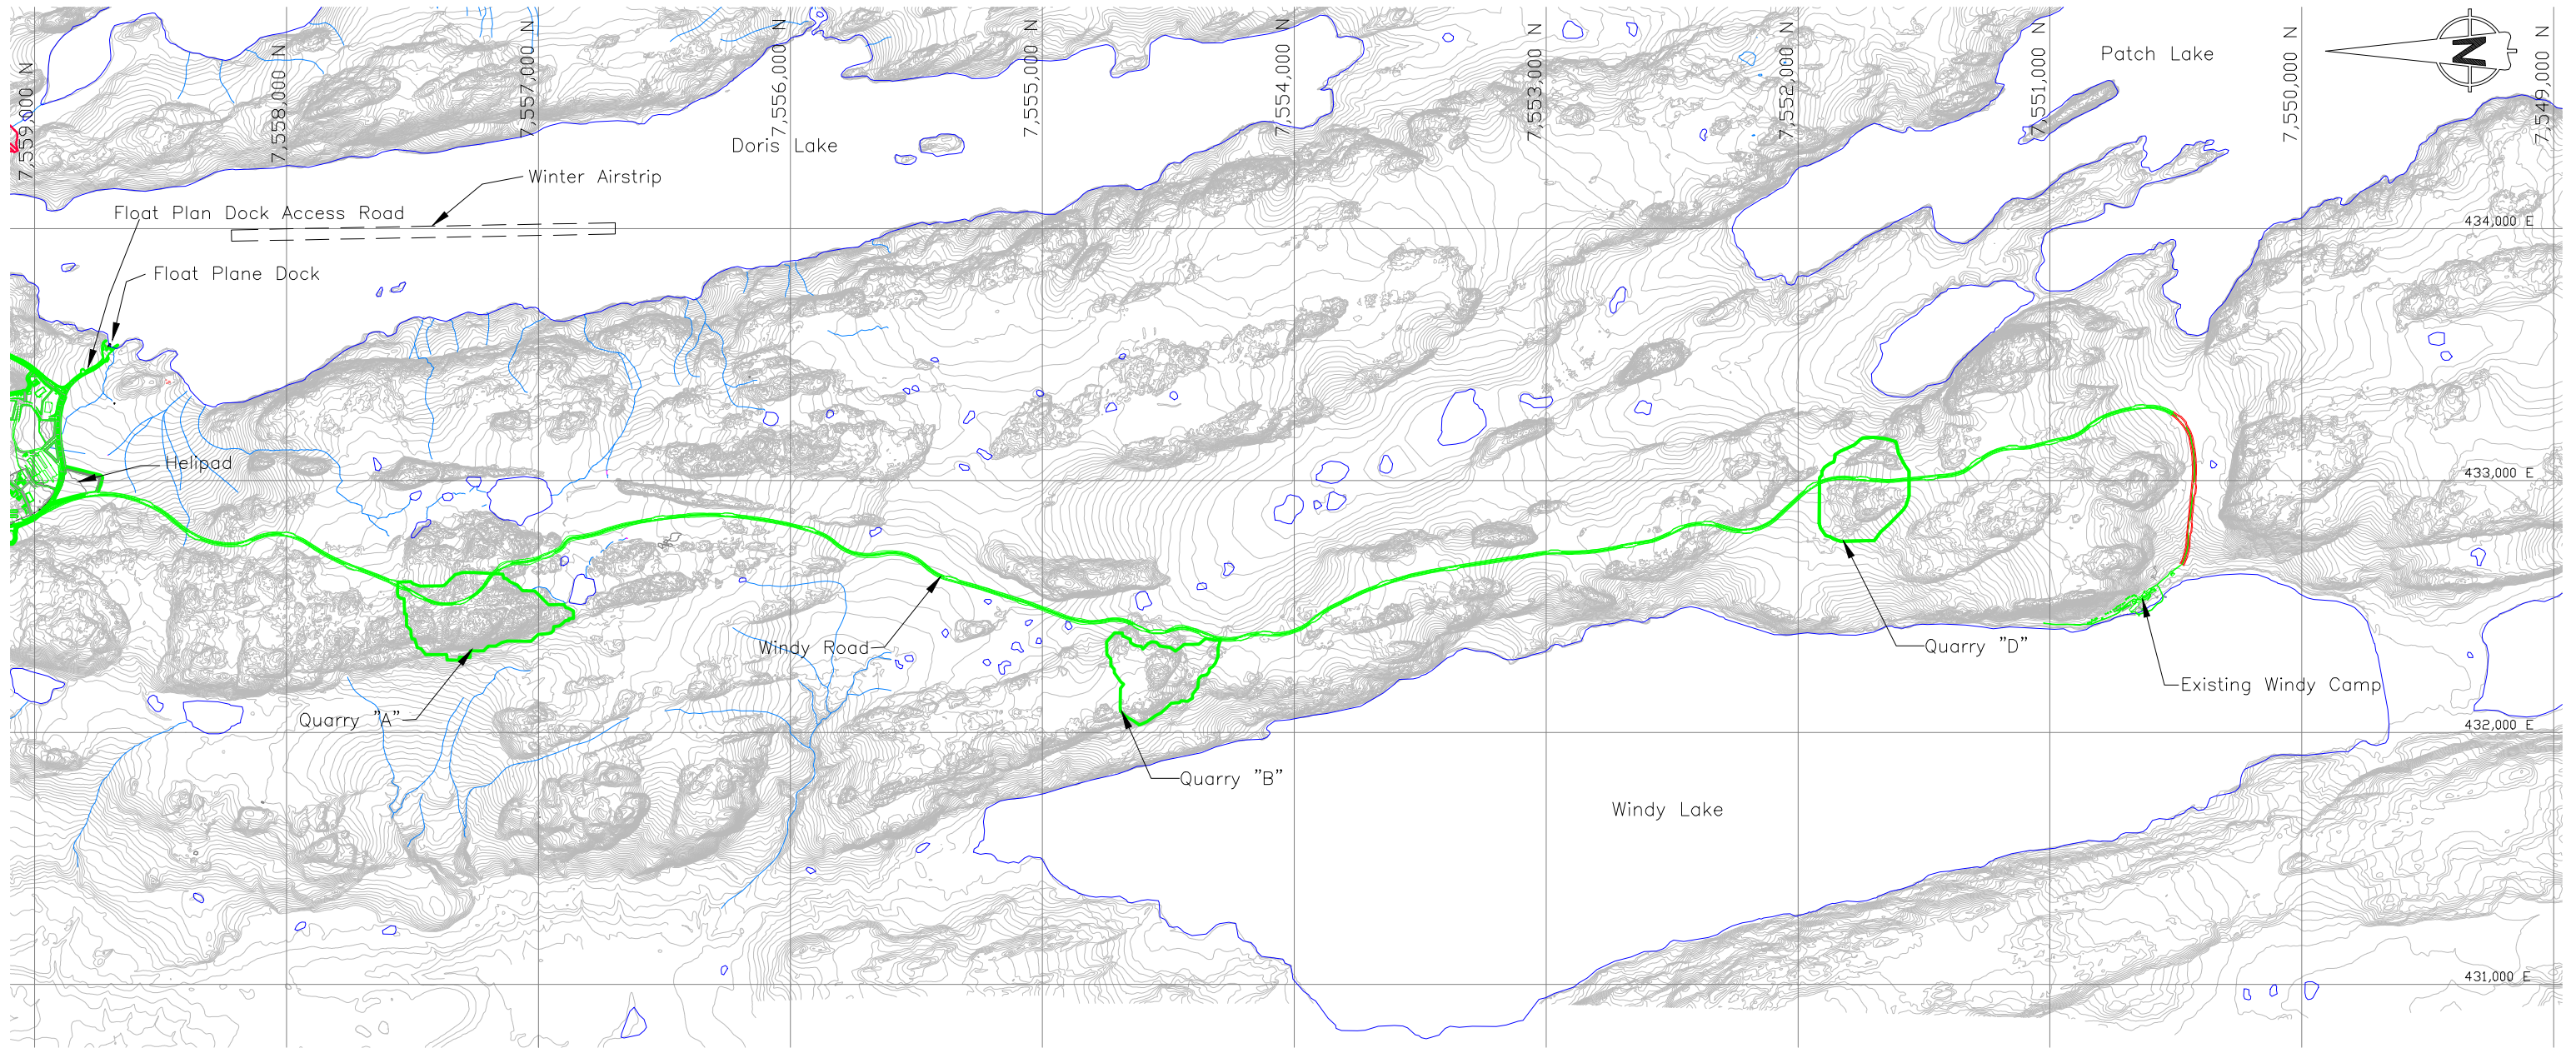 7,559,000 N
7,558,000 N
7,557,000 N
7,556,000 N
7,555,000 N
7,554,000 N
7,553,000 N
7,552,000 N
7,551,000 N
7,550,000 N
7,549,000 N
N
Patch Lake
Doris Lake
Winter Airstrip
Float Plan Dock Access Road
434,000 E
Float Plane Dock
Helipad
433,000 E
Windy Road
Quarry "D"
Existing Windy Camp
Quarry "A"
432,000 E
Quarry "B"
Windy Lake
431,000 E